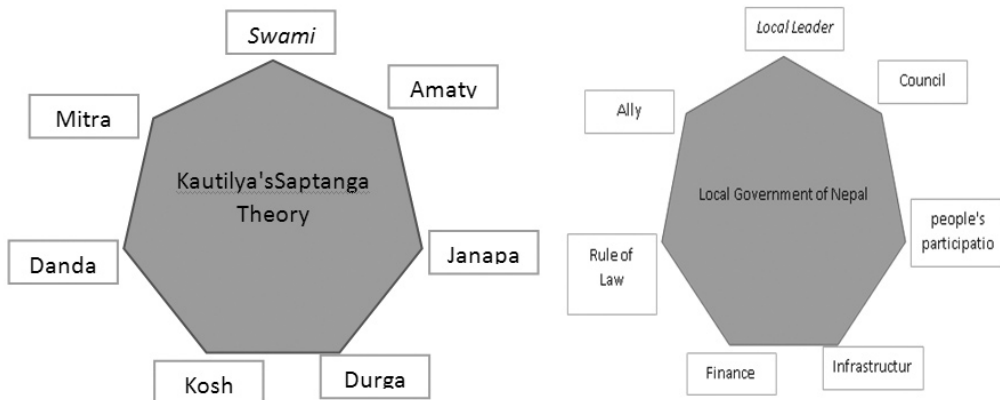 Swami
Amaty
Mitra
Kautilya'sSaptanga
Theory
Danda
Janapa
Kosh
Durga
Local Leader
Council
Ally
Local Government of Nepal
people's
participatio
Rule of
Law
Finance
Infrastructur